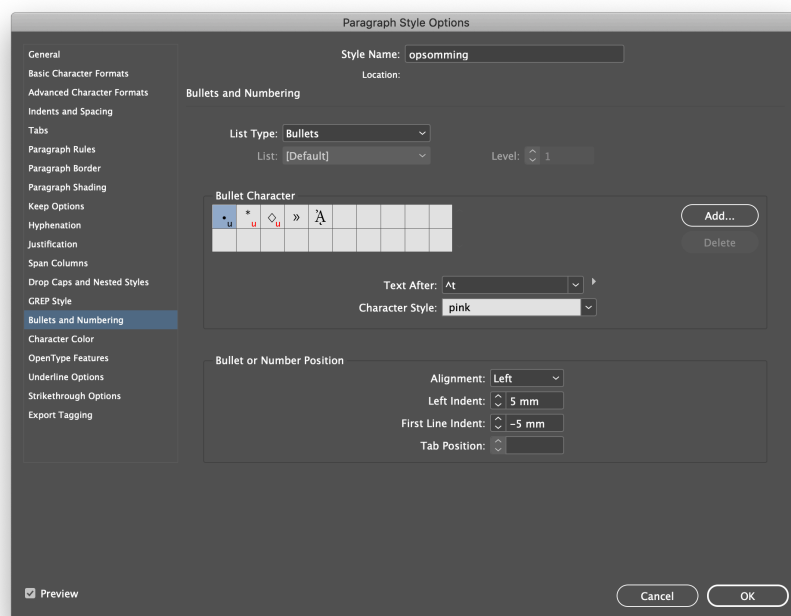 Paragraph Style Options
General
Basic Character Formats
Advanced Character Formats
Indents and Spacing
Tabs
Paragraph Rules
Paragraph Border
Paragraph Shading
Keep Options
Hyphenation
Justification
Span Columns
Drop Caps and Nested Styles
GREP Style
Bullets and Numbering
Character Color
OpenType Features
Underline Options
Strikethrough Options
Export Tagging
Style Name: opsomming
Location:
Bullets and Numbering
List Type: Bullets
List: [Default] Level: 1
Bullet Character
•u *u ◇u »
Add...
Delete
Text After: ^t
Character Style: pink
Bullet or Number Position
Alignment: Left
Left Indent: 5 mm
First Line Indent: -5 mm
Tab Position:
Preview
Cancel OK